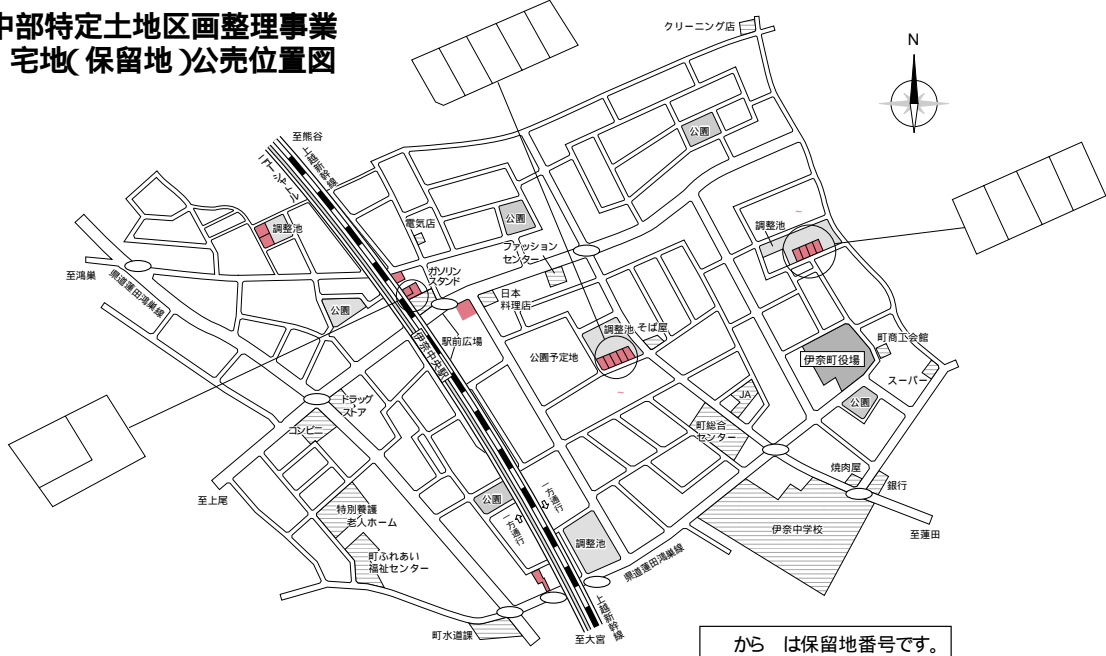 中部特定土地区画整理事業
宅地(保留地)公売位置図
クリーニング店
N
至熊谷
上越新幹線
ニューシャトル
公園
調整池
電気店
公園
ファッション
センター
調整池
~
至鴻巣
県道蓮田鴻巣線
ガソリン
スタンド
公園
日本
料理店
駅前広場
伊奈中央駅
調整池
そば屋
公園予定地
~
町商工会館
伊奈町役場
スーパー
公園
JA
ドラッグ
ストア
コンビニ
町総合
センター
焼肉屋
銀行
至上尾
公園
一方通行
一方通行
特別養護
老人ホーム
伊奈中学校
至蓮田
調整池
町ふれあい
福祉センター
県道蓮田鴻巣線
上越新幹線
町水道課
至大宮
から は保留地番号です。